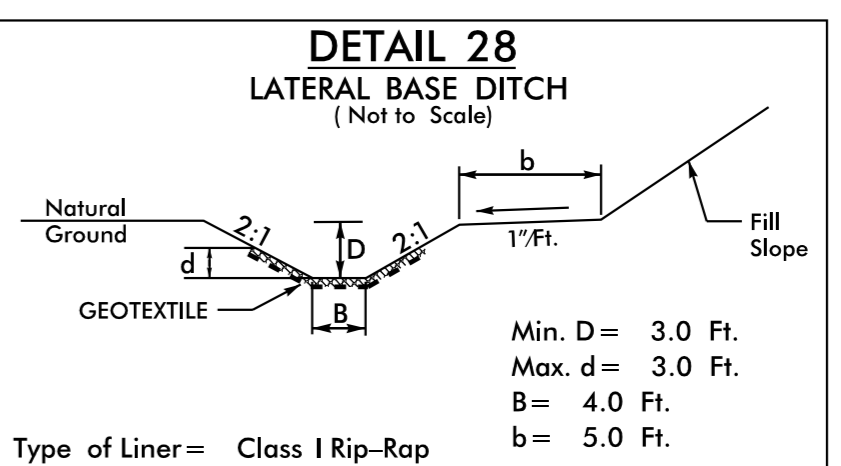 DETAIL 28
LATERAL BASE DITCH
( Not to Scale)
b
Natural
Ground
2:1
D
2:1
1"/Ft.
Fill
Slope
d
GEOTEXTILE
B
Min. D= 3.0 Ft.
Max. d= 3.0 Ft.
B= 4.0 Ft.
b= 5.0 Ft.
Type of Liner= Class I Rip-Rap